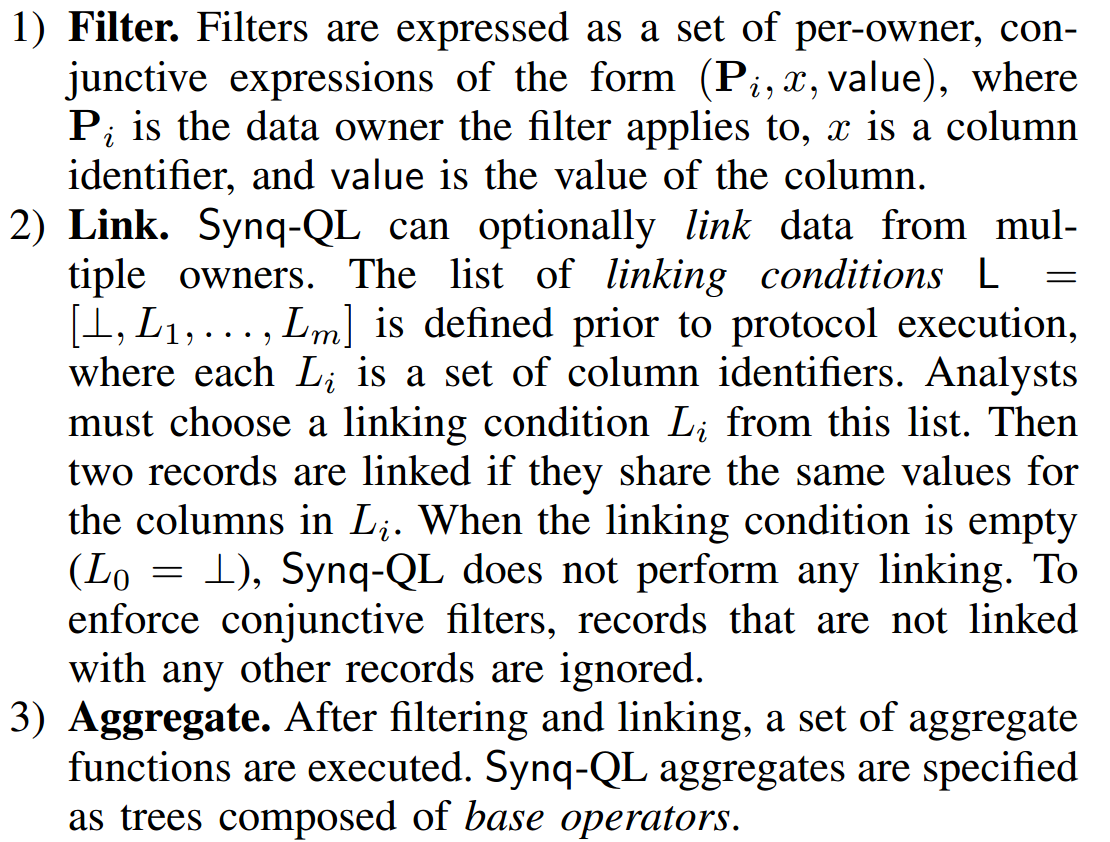 1) Filter. Filters are expressed as a set of per-owner, con-
junctive expressions of the form (Pᵢ, x, value), where
Pᵢ is the data owner the filter applies to, x is a column
identifier, and value is the value of the column.
2) Link. Synq-QL can optionally link data from mul-
tiple owners. The list of linking conditions L =
[⊥, L₁, . . . , Lₘ] is defined prior to protocol execution,
where each Lᵢ is a set of column identifiers. Analysts
must choose a linking condition Lᵢ from this list. Then
two records are linked if they share the same values for
the columns in Lᵢ. When the linking condition is empty
(L₀ = ⊥), Synq-QL does not perform any linking. To
enforce conjunctive filters, records that are not linked
with any other records are ignored.
3) Aggregate. After filtering and linking, a set of aggregate
functions are executed. Synq-QL aggregates are specified
as trees composed of base operators.